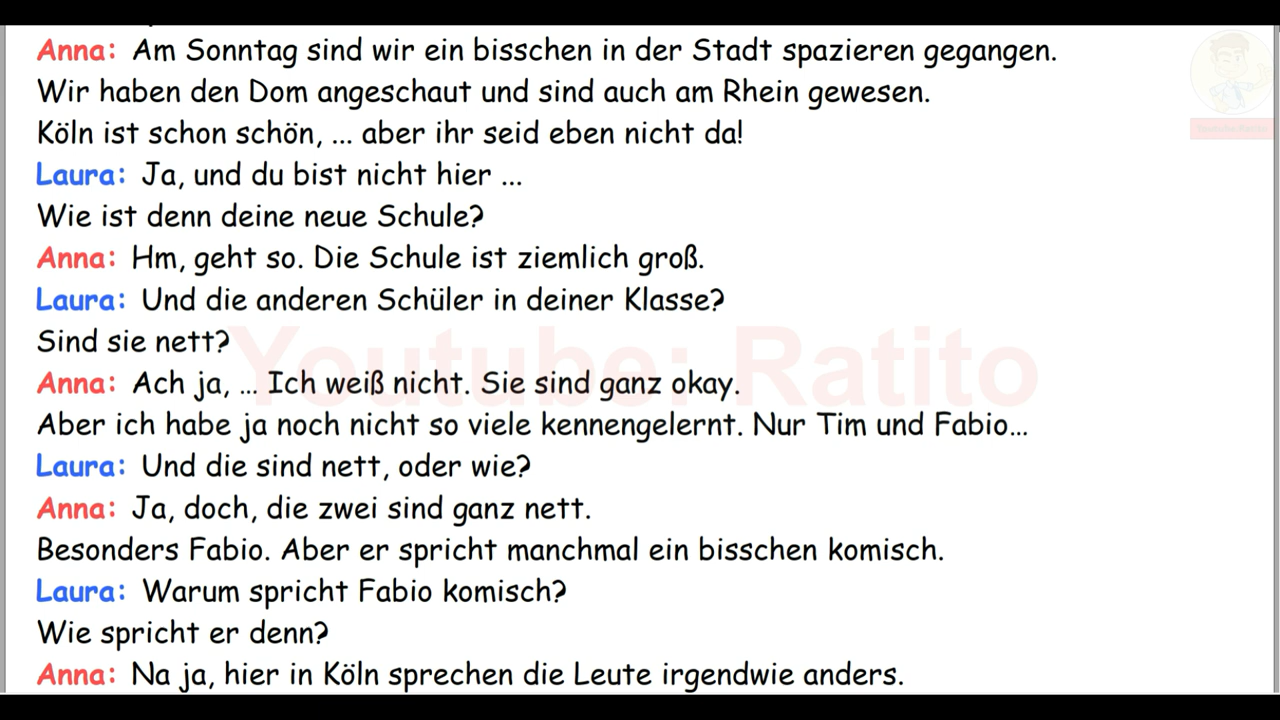 Anna: Am Sonntag sind wir ein bisschen in der Stadt spazieren gegangen.
Wir haben den Dom angeschaut und sind auch am Rhein gewesen.
Köln ist schon schön, ... aber ihr seid eben nicht da!
Laura: Ja, und du bist nicht hier ...
Wie ist denn deine neue Schule?
Anna: Hm, geht so. Die Schule ist ziemlich groß.
Laura: Und die anderen Schüler in deiner Klasse?
Sind sie nett?
Anna: Ach ja, ... Ich weiß nicht. Sie sind ganz okay.
Aber ich habe ja noch nicht so viele kennengelernt. Nur Tim und Fabio...
Laura: Und die sind nett, oder wie?
Anna: Ja, doch, die zwei sind ganz nett.
Besonders Fabio. Aber er spricht manchmal ein bisschen komisch.
Laura: Warum spricht Fabio komisch?
Wie spricht er denn?
Anna: Na ja, hier in Köln sprechen die Leute irgendwie anders.
Youtube: Ratito
Youtube: Ratito